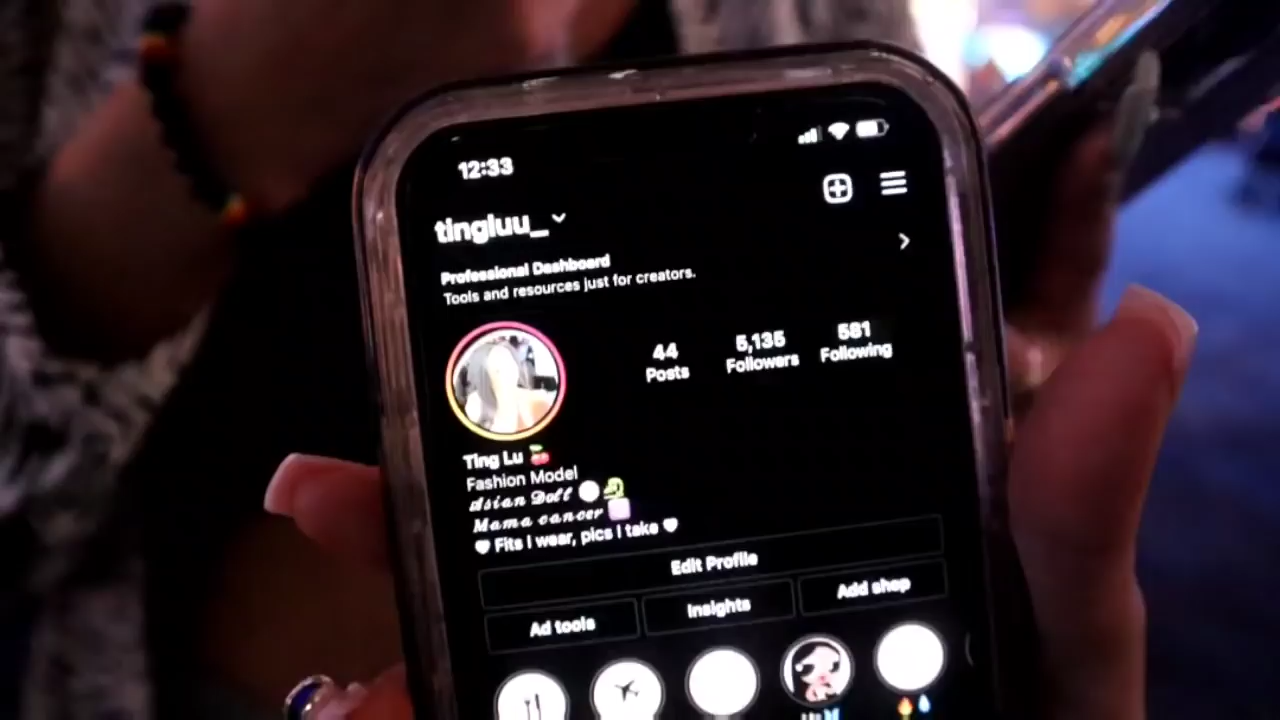 12:33
tingluu_
Professional Dashboard
Tools and resources just for creators.
44 5,135 581
Posts Followers Following
Ting Lu 🍒
Fashion Model
𝓐𝓼𝓲𝓪𝓷 𝓓𝓸𝓵𝓵
𝓜𝓪𝓶𝓪 𝓬𝓪𝓷𝓬𝓮𝓻
🤍 Fits I wear, pics I take 🤍
Edit Profile
Ad tools Insights Add shop